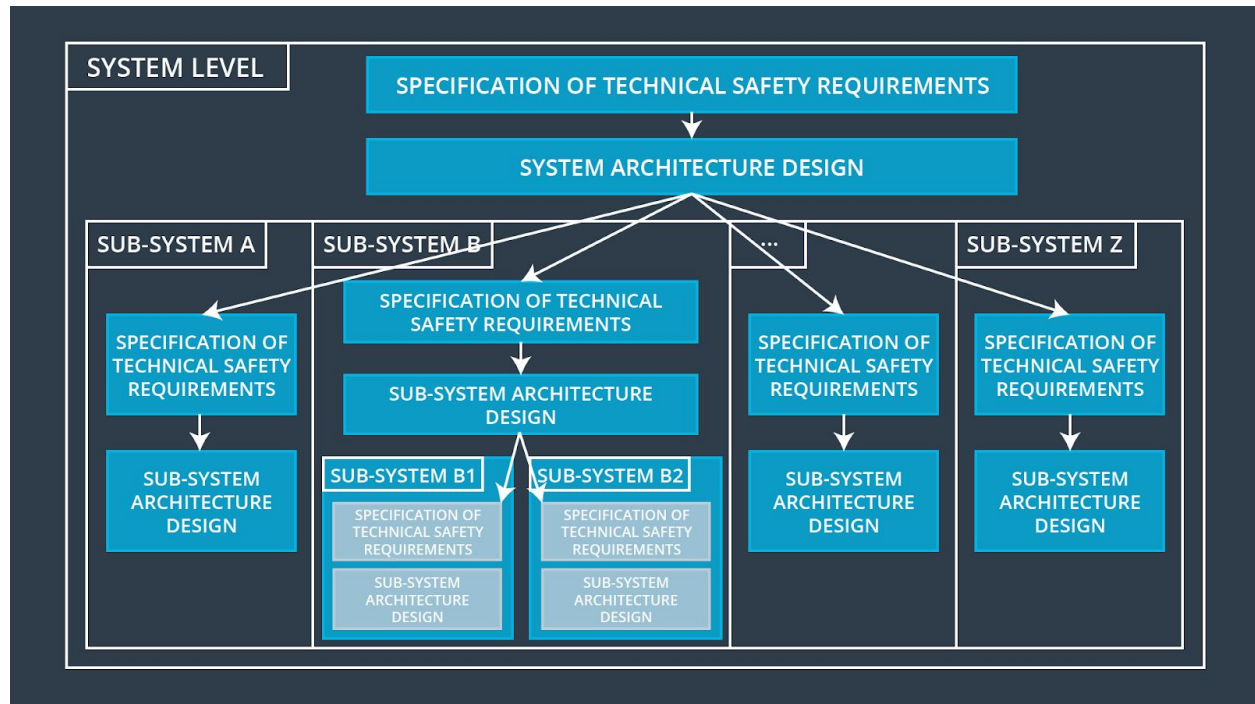 SYSTEM LEVEL
SPECIFICATION OF TECHNICAL SAFETY REQUIREMENTS
SYSTEM ARCHITECTURE DESIGN
SUB-SYSTEM A
SPECIFICATION OF
TECHNICAL SAFETY
REQUIREMENTS
SUB-SYSTEM
ARCHITECTURE
DESIGN
SUB-SYSTEM B
SPECIFICATION OF TECHNICAL
SAFETY REQUIREMENTS
SUB-SYSTEM ARCHITECTURE
DESIGN
SUB-SYSTEM B1
SPECIFICATION OF
TECHNICAL SAFETY
REQUIREMENTS
SUB-SYSTEM
ARCHITECTURE
DESIGN
SUB-SYSTEM B2
SPECIFICATION OF
TECHNICAL SAFETY
REQUIREMENTS
SUB-SYSTEM
ARCHITECTURE
DESIGN
...
SPECIFICATION OF
TECHNICAL SAFETY
REQUIREMENTS
SUB-SYSTEM
ARCHITECTURE
DESIGN
SUB-SYSTEM Z
SPECIFICATION OF
TECHNICAL SAFETY
REQUIREMENTS
SUB-SYSTEM
ARCHITECTURE
DESIGN